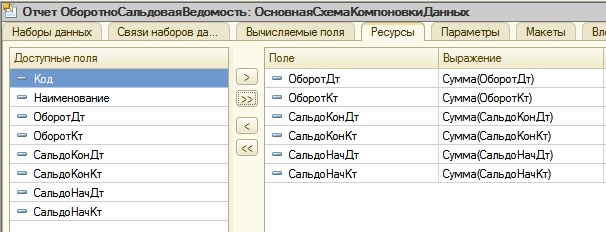 Отчет ОборотноСальдоваяВедомость: ОсновнаяСхемаКомпоновкиДанных
Наборы данных Связи наборов да... Вычисляемые поля Ресурсы Параметры Макеты
Доступные поля
Код
Наименование
ОборотДт
ОборотКт
СальдоКонДт
СальдоКонКт
СальдоНачДт
СальдоНачКт
>
>>
<
<<
Поле Выражение
ОборотДт Сумма(ОборотДт)
ОборотКт Сумма(ОборотКт)
СальдоКонДт Сумма(СальдоКонДт)
СальдоКонКт Сумма(СальдоКонКт)
СальдоНачДт Сумма(СальдоНачДт)
СальдоНачКт Сумма(СальдоНачКт)